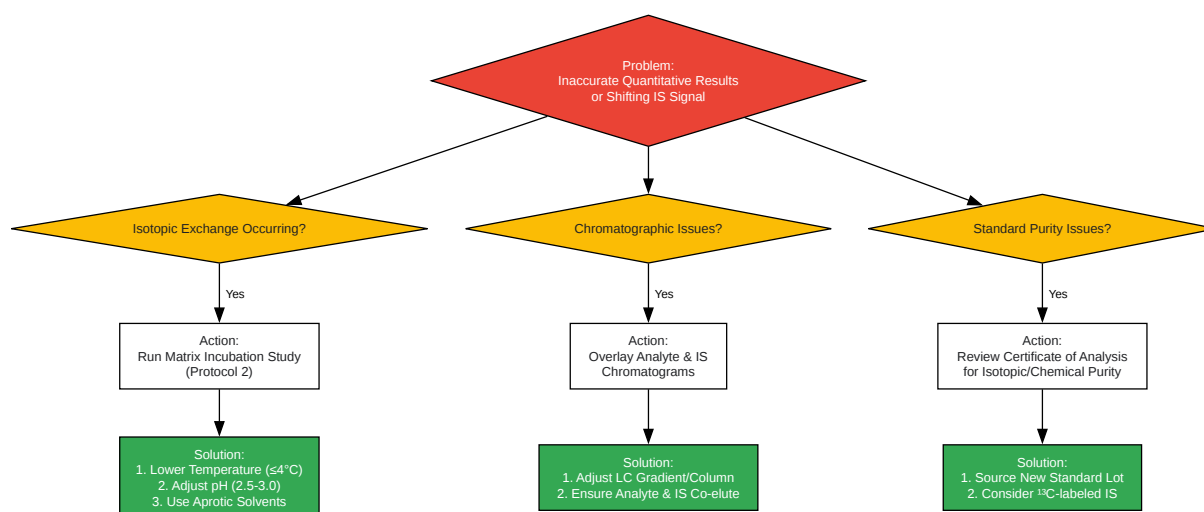 Problem:
Inaccurate Quantitative Results
or Shifting IS Signal
Isotopic Exchange Occurring?
Chromatographic Issues?
Standard Purity Issues?
Yes
Yes
Yes
Action:
Run Matrix Incubation Study
(Protocol 2)
Action:
Overlay Analyte & IS
Chromatograms
Action:
Review Certificate of Analysis
for Isotopic/Chemical Purity
Solution:
1. Lower Temperature (≤4°C)
2. Adjust pH (2.5-3.0)
3. Use Aprotic Solvents
Solution:
1. Adjust LC Gradient/Column
2. Ensure Analyte & IS Co-elute
Solution:
1. Source New Standard Lot
2. Consider ¹³C-labeled IS